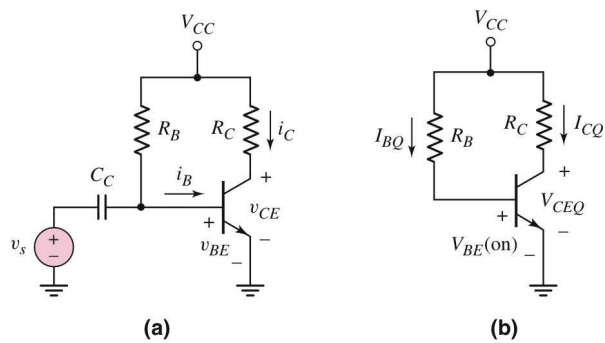 V_CC
R_B
R_C
i_C
C_C
i_B
+
v_CE
+
v_BE
−
−
v_s
+
−
(a)
V_CC
I_BQ
R_B
R_C
I_CQ
+
V_CEQ
+
−
V_BE(on)
−
(b)